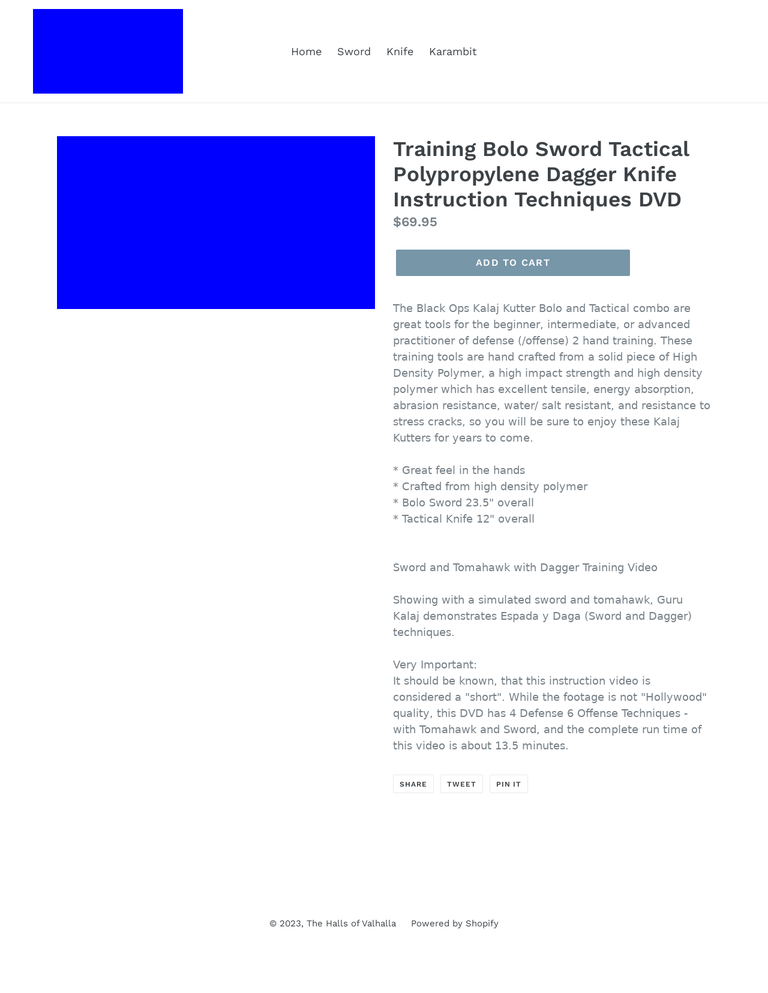 Home Sword Knife Karambit
Training Bolo Sword Tactical
Polypropylene Dagger Knife
Instruction Techniques DVD
$69.95
ADD TO CART
The Black Ops Kalaj Kutter Bolo and Tactical combo are
great tools for the beginner, intermediate, or advanced
practitioner of defense (/offense) 2 hand training. These
training tools are hand crafted from a solid piece of High
Density Polymer, a high impact strength and high density
polymer which has excellent tensile, energy absorption,
abrasion resistance, water/ salt resistant, and resistance to
stress cracks, so you will be sure to enjoy these Kalaj
Kutters for years to come.
* Great feel in the hands
* Crafted from high density polymer
* Bolo Sword 23.5" overall
* Tactical Knife 12" overall
Sword and Tomahawk with Dagger Training Video
Showing with a simulated sword and tomahawk, Guru
Kalaj demonstrates Espada y Daga (Sword and Dagger)
techniques.
Very Important:
It should be known, that this instruction video is
considered a "short". While the footage is not "Hollywood"
quality, this DVD has 4 Defense 6 Offense Techniques -
with Tomahawk and Sword, and the complete run time of
this video is about 13.5 minutes.
SHARE TWEET PIN IT
© 2023, The Halls of Valhalla Powered by Shopify